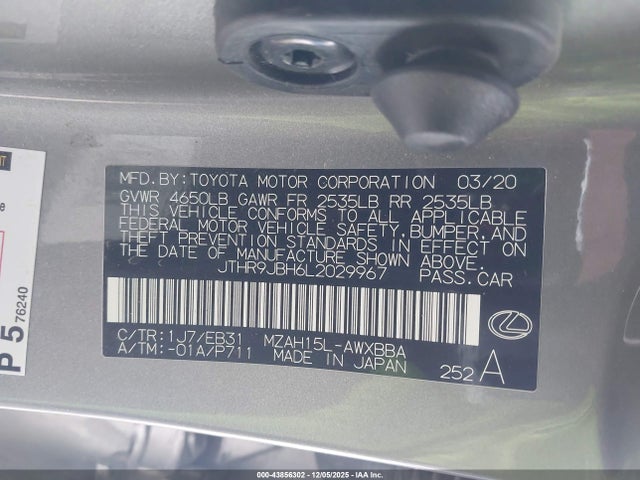 MFD.BY:TOYOTA MOTOR CORPORATION 03/20
GVWR 4650LB GAWR FR 2535LB RR 2535LB
THIS VEHICLE CONFORMS TO ALL APPLICABLE
FEDERAL MOTOR VEHICLE SAFETY,BUMPER,AND
THEFT PREVENTION STANDARDS IN EFFECT ON
THE DATE OF MANUFACTURE SHOWN ABOVE.
JTHR9JBH6L2029967 PASS.CAR
C/TR:1J7/EB31 MZAH15L-AWXBBA
A/TM:-01A/P711 MADE IN JAPAN
252 A
P 5 76240
000-43856302 - 12/05/2025 - IAAI.COM